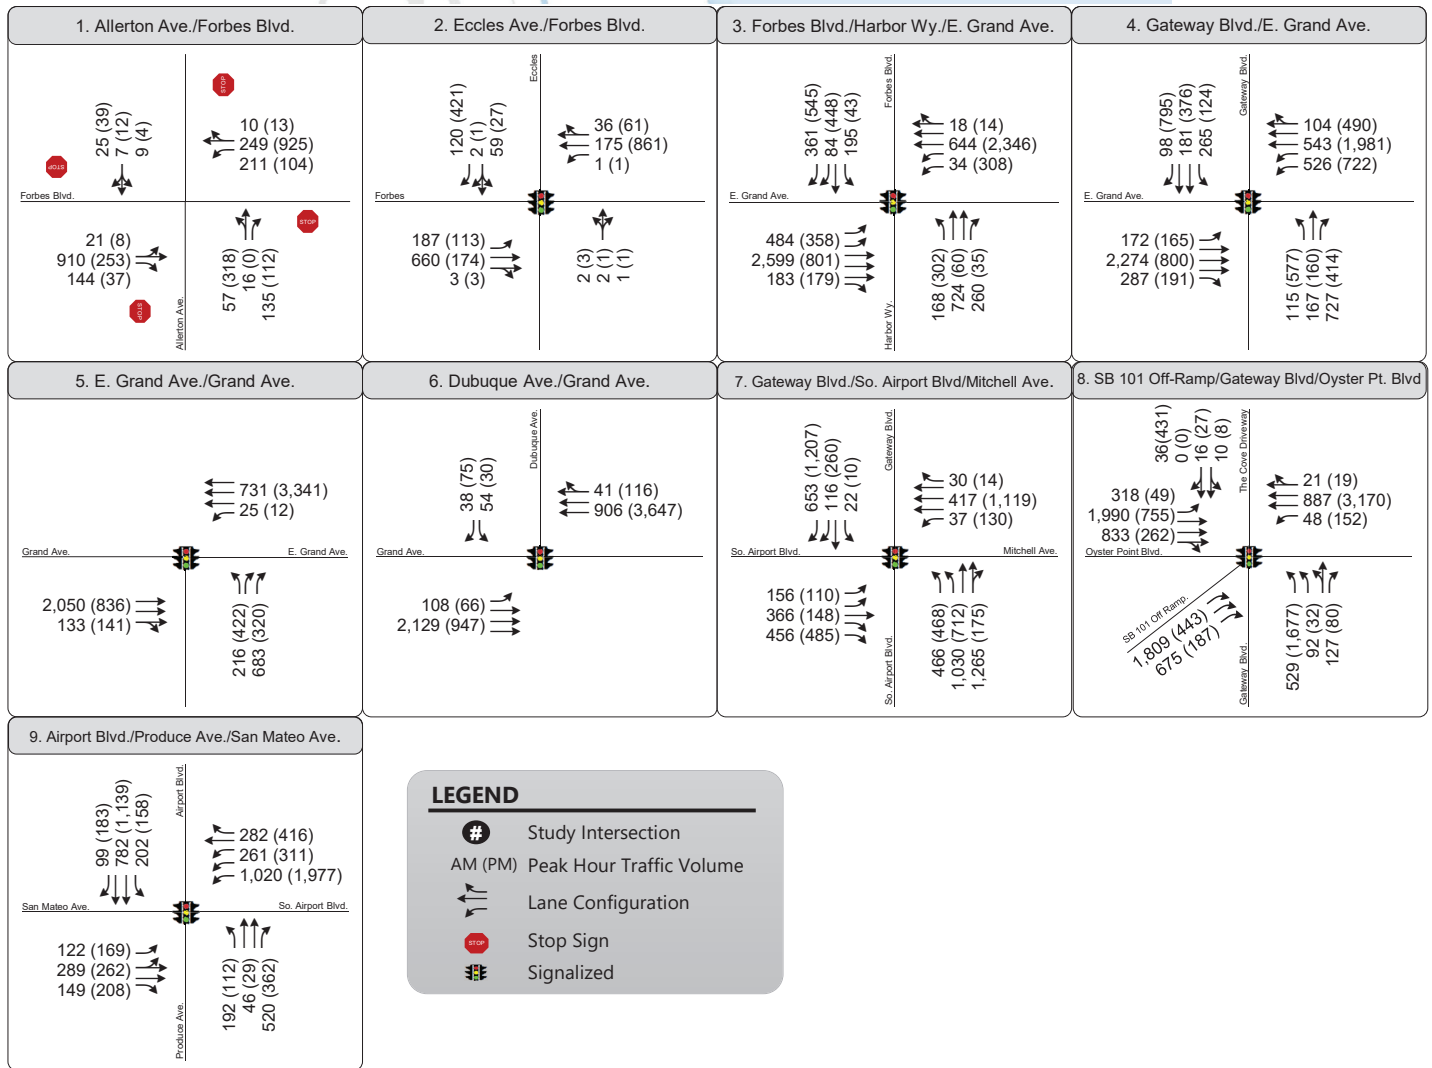 1. Allerton Ave./Forbes Blvd.
25 (39)
7 (12)
9 (4)
STOP
10 (13)
249 (925)
211 (104)
STOP
Forbes Blvd.
STOP
21 (8)
910 (253)
144 (37)
57 (318)
16 (0)
135 (112)
STOP
Allerton Ave.
2. Eccles Ave./Forbes Blvd.
Eccles
120 (421)
2 (1)
59 (27)
36 (61)
175 (861)
1 (1)
Forbes
187 (113)
660 (174)
3 (3)
2 (3)
2 (1)
1 (1)
3. Forbes Blvd./Harbor Wy./E. Grand Ave.
Forbes Blvd.
361 (545)
84 (448)
195 (43)
18 (14)
644 (2,346)
34 (308)
E. Grand Ave.
484 (358)
2,599 (801)
183 (179)
168 (302)
724 (60)
260 (35)
Harbor Wy.
4. Gateway Blvd./E. Grand Ave.
Gateway Blvd.
98 (795)
181 (376)
265 (124)
104 (490)
543 (1,981)
526 (722)
E. Grand Ave.
172 (165)
2,274 (800)
287 (191)
115 (577)
167 (160)
727 (414)
5. E. Grand Ave./Grand Ave.
731 (3,341)
25 (12)
Grand Ave.
E. Grand Ave.
2,050 (836)
133 (141)
216 (422)
683 (320)
6. Dubuque Ave./Grand Ave.
Dubuque Ave.
38 (75)
54 (30)
41 (116)
906 (3,647)
Grand Ave.
108 (66)
2,129 (947)
7. Gateway Blvd./So. Airport Blvd/Mitchell Ave.
Gateway Blvd.
653 (1,207)
116 (260)
22 (10)
30 (14)
417 (1,119)
37 (130)
So. Airport Blvd.
Mitchell Ave.
156 (110)
366 (148)
456 (485)
466 (468)
1,030 (712)
1,265 (175)
So. Airport Blvd.
8. SB 101 Off-Ramp/Gateway Blvd/Oyster Pt. Blvd
The Cove Driveway
36(431)
0 (0)
16 (27)
10 (8)
21 (19)
887 (3,170)
48 (152)
318 (49)
1,990 (755)
833 (262)
Oyster Point Blvd.
SB 101 Off Ramp.
1,809 (443)
675 (187)
529 (1,677)
92 (32)
127 (80)
Gateway Blvd.
9. Airport Blvd./Produce Ave./San Mateo Ave.
Airport Blvd.
99 (183)
782 (1,139)
202 (158)
282 (416)
261 (311)
1,020 (1,977)
San Mateo Ave.
So. Airport Blvd.
122 (169)
289 (262)
149 (208)
192 (112)
46 (29)
520 (362)
Produce Ave.
LEGEND
# Study Intersection
AM (PM) Peak Hour Traffic Volume
Lane Configuration
STOP Stop Sign
Signalized